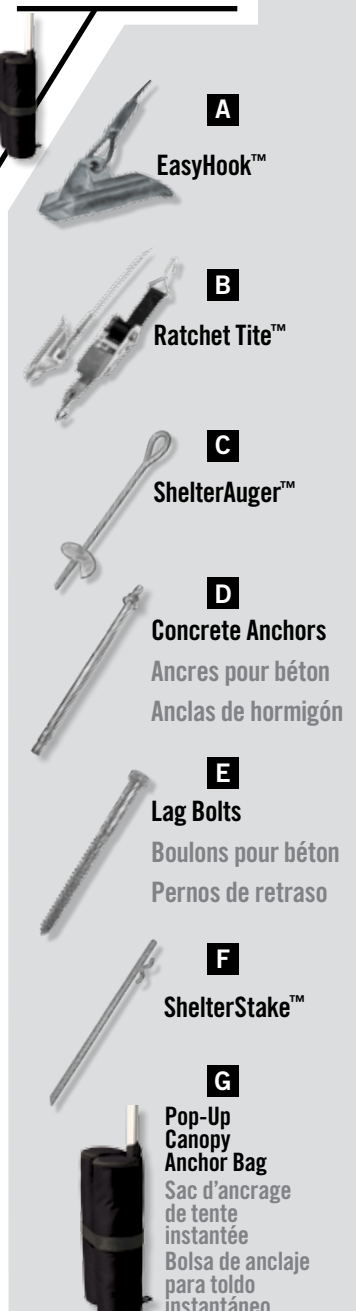 A
EasyHook™
B
Ratchet Tite™
C
ShelterAuger™
D
Concrete Anchors
Ancres pour béton
Anclas de hormigón
E
Lag Bolts
Boulons pour béton
Pernos de retraso
F
ShelterStake™
G
Pop-Up
Canopy
Anchor Bag
Sac d’ancrage
de tente
instantée
Bolsa de anclaje
para toldo
instantáneo